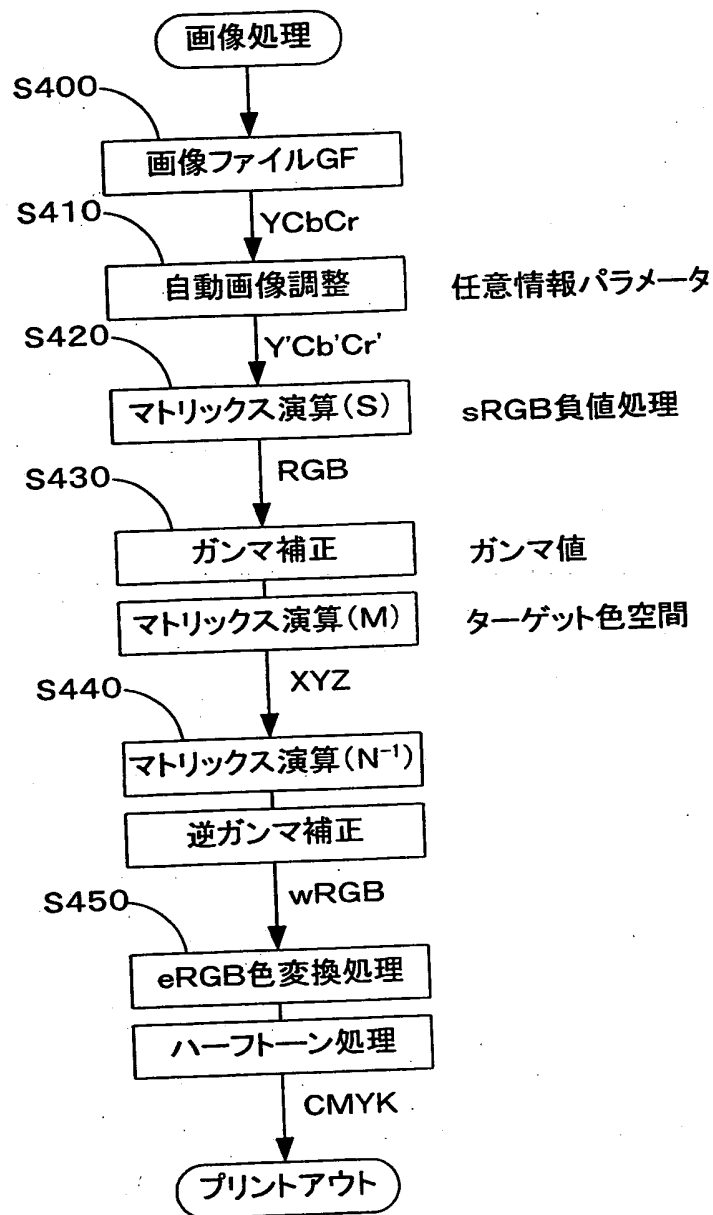 画像処理
S400
画像ファイルGF
YCbCr
S410
自動画像調整 任意情報パラメータ
Y'Cb'Cr'
S420
マトリックス演算(S) sRGB負値処理
RGB
S430
ガンマ補正 ガンマ値
マトリックス演算(M) ターゲット色空間
XYZ
S440
マトリックス演算(N⁻¹)
逆ガンマ補正
wRGB
S450
eRGB色変換処理
ハーフトーン処理
CMYK
プリントアウト